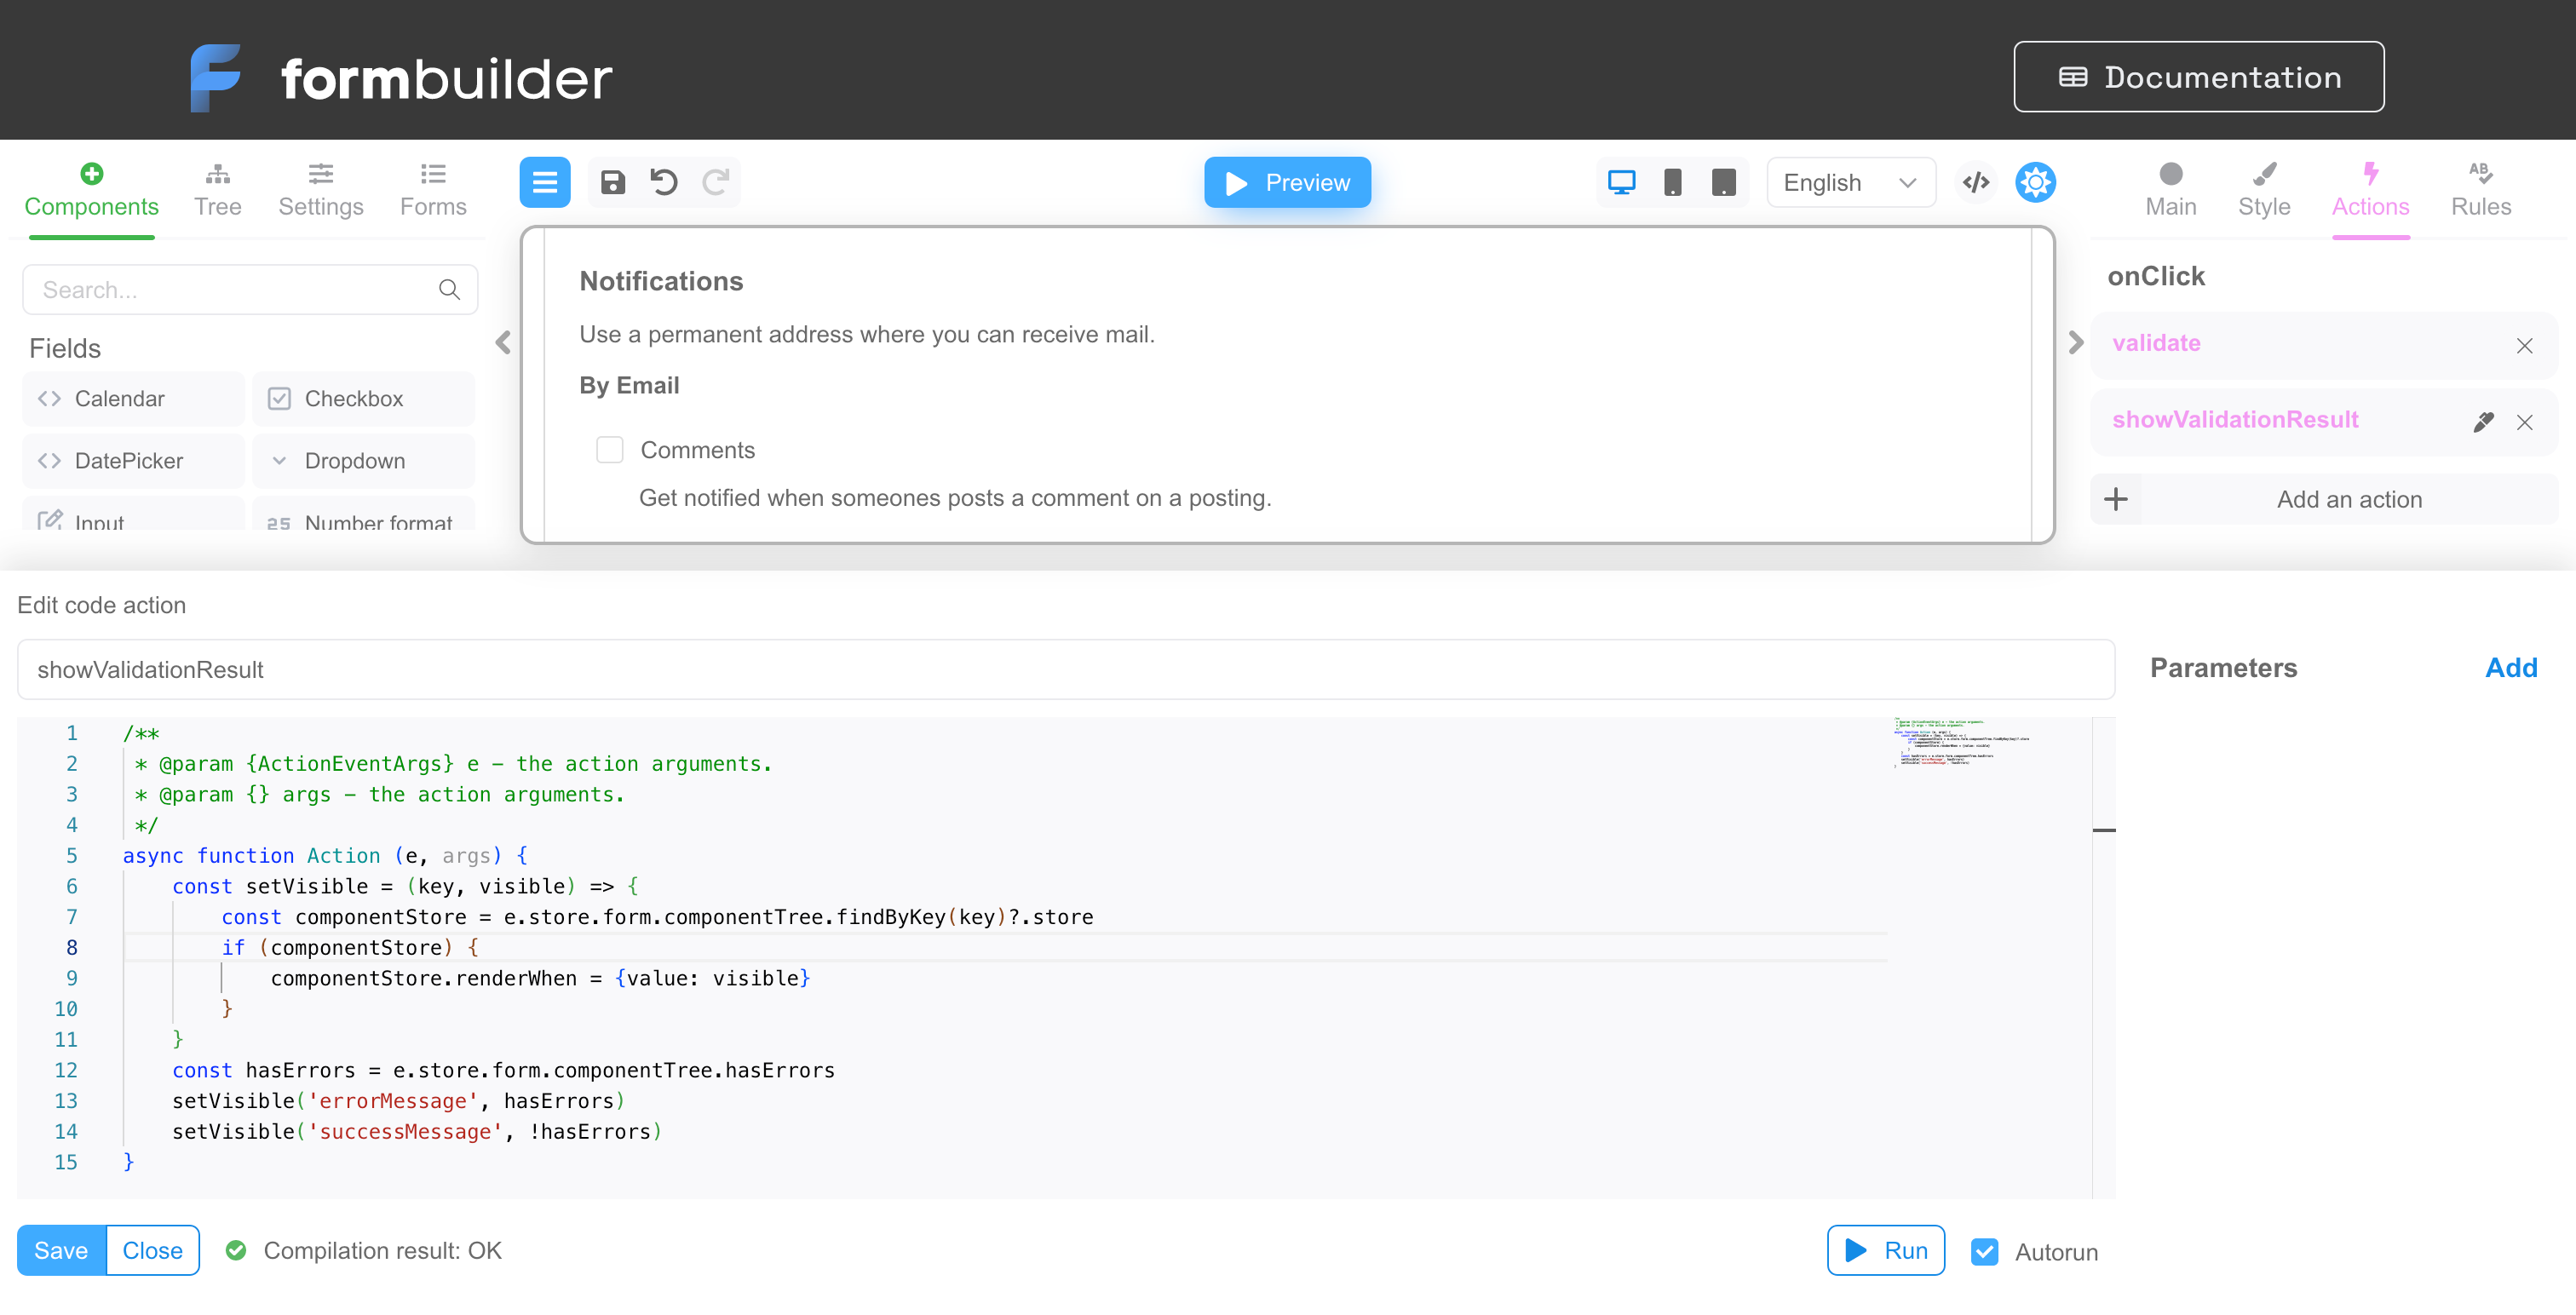 formbuilder
Documentation
Components Tree Settings Forms
Preview
English
Main Style Actions Rules
Search...
Fields
Calendar Checkbox
DatePicker Dropdown
Input 25 Number format
Notifications
Use a permanent address where you can receive mail.
By Email
Comments
Get notified when someones posts a comment on a posting.
onClick
validate
showValidationResult
Add an action
Edit code action
showValidationResult
Parameters Add
1 /**
2 * @param {ActionEventArgs} e - the action arguments.
3 * @param {} args - the action arguments.
4 */
5 async function Action (e, args) {
6 const setVisible = (key, visible) => {
7 const componentStore = e.store.form.componentTree.findByKey(key)?.store
8 if (componentStore) {
9 componentStore.renderWhen = {value: visible}
10 }
11 }
12 const hasErrors = e.store.form.componentTree.hasErrors
13 setVisible('errorMessage', hasErrors)
14 setVisible('successMessage', !hasErrors)
15 }
Save Close Compilation result: OK
Run Autorun